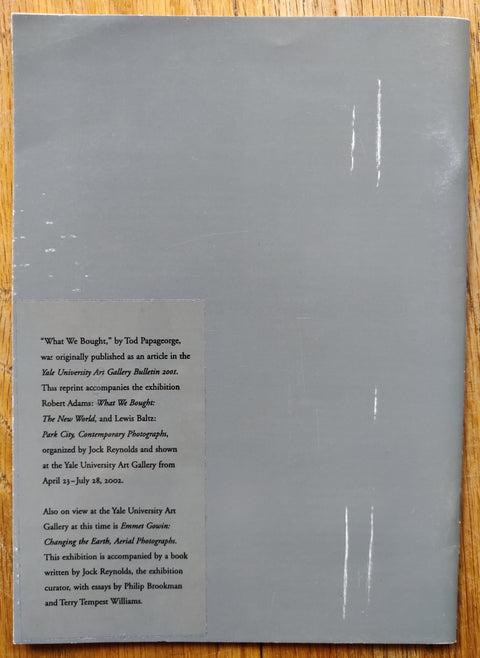 “What We Bought,” by Tod Papageorge,
was originally published as an article in the
Yale University Art Gallery Bulletin 2001.
This reprint accompanies the exhibition
Robert Adams: What We Bought:
The New World, and Lewis Baltz:
Park City, Contemporary Photographs,
organized by Jock Reynolds and shown
at the Yale University Art Gallery from
April 23–July 28, 2002.
Also on view at the Yale University Art
Gallery at this time is Emmet Gowin:
Changing the Earth, Aerial Photographs.
This exhibition is accompanied by a book
written by Jock Reynolds, the exhibition
curator, with essays by Philip Brookman
and Terry Tempest Williams.